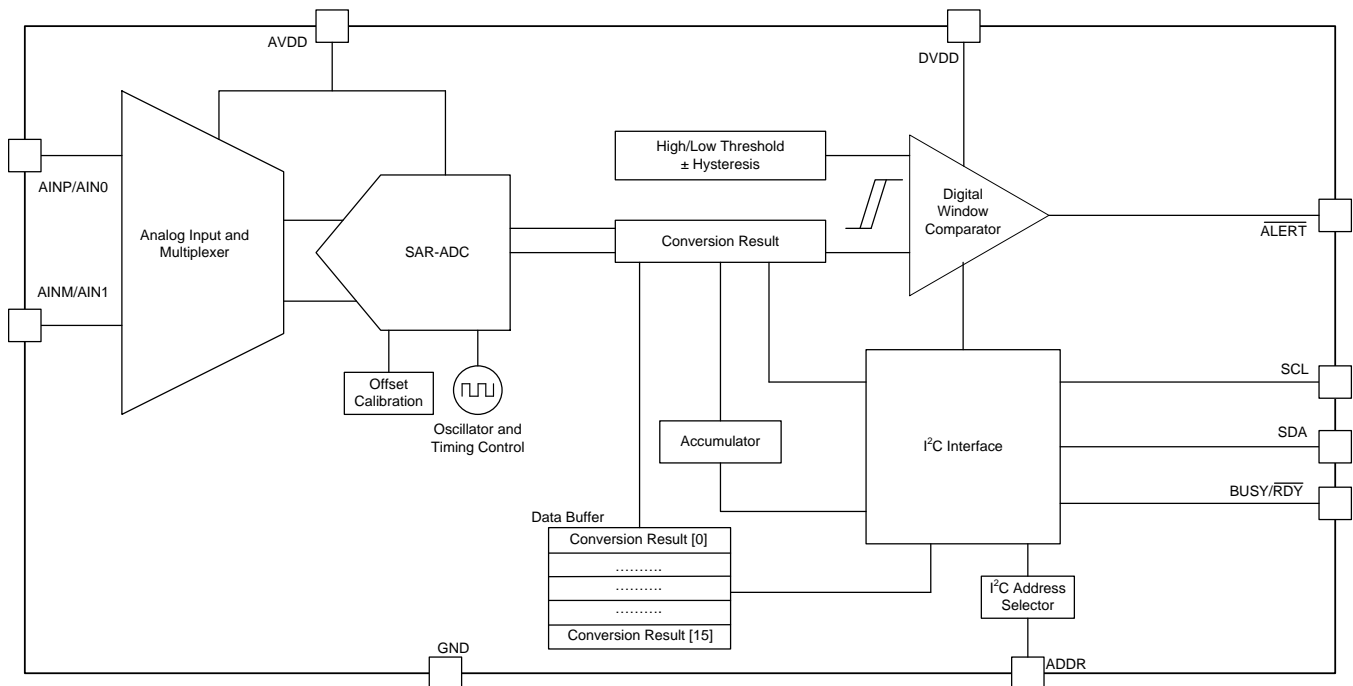 AVDD
DVDD
High/Low Threshold
± Hysteresis
AINP/AIN0
Digital
Window
Comparator
Analog Input and
Multiplexer
SAR-ADC
Conversion Result
ALERT
AINM/AIN1
SCL
Offset
Calibration
Oscillator and
Timing Control
Accumulator
I²C Interface
SDA
BUSY/RDY
Data Buffer
Conversion Result [0]
..........
..........
..........
Conversion Result [15]
I²C Address
Selector
GND
ADDR